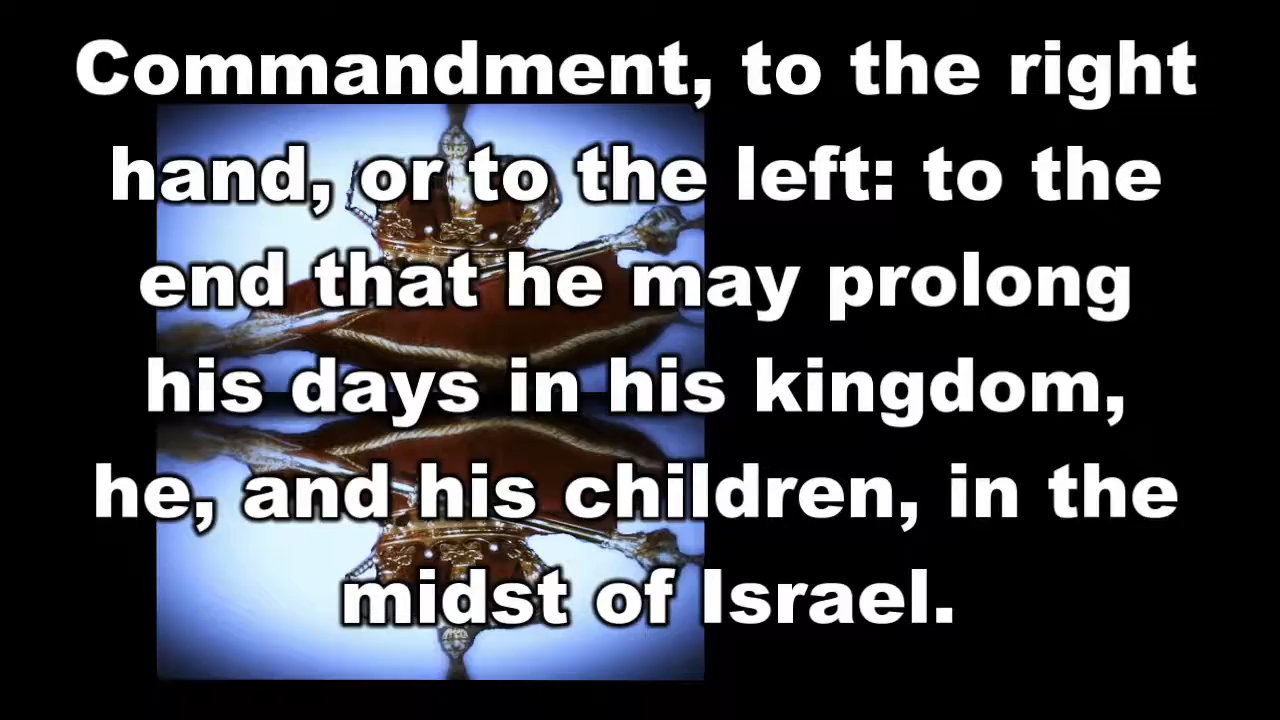 Commandment, to the right
hand, or to the left: to the
end that he may prolong
his days in his kingdom,
he, and his children, in the
midst of Israel.